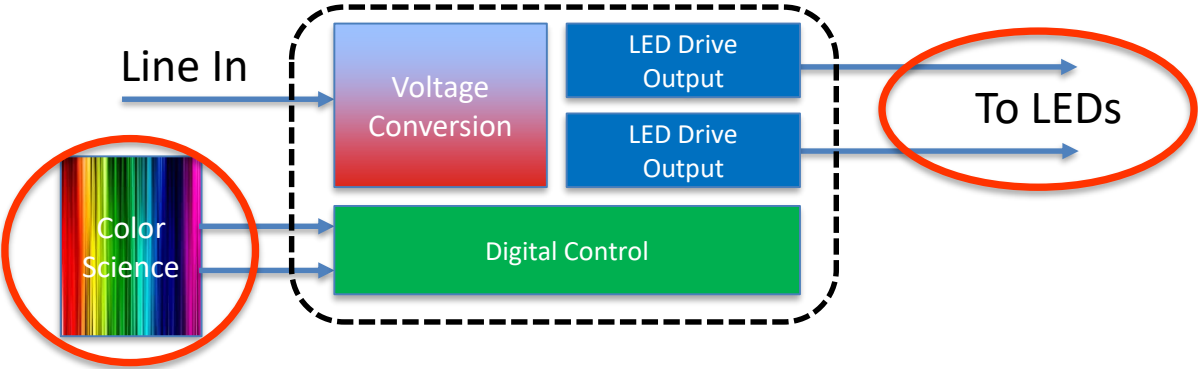 Line In
Voltage
Conversion
LED Drive
Output
LED Drive
Output
To LEDs
Color
Science
Digital Control